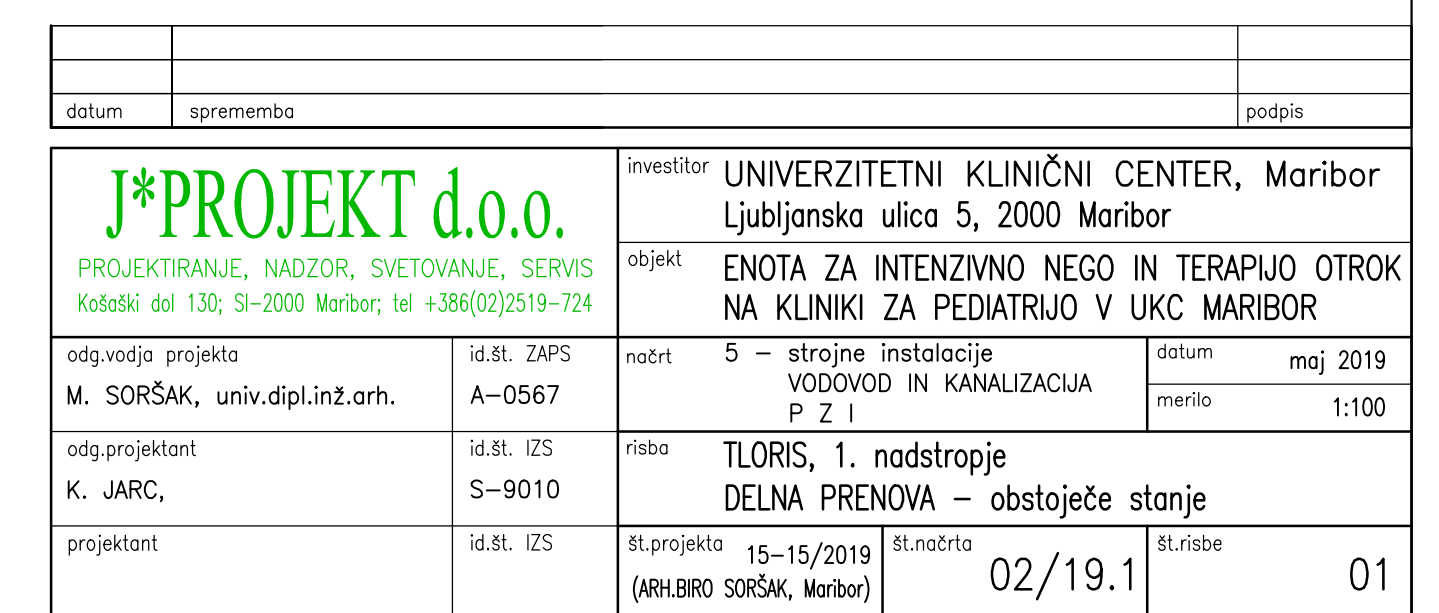 datum sprememba podpis
J*PROJEKT d.o.o.
PROJEKTIRANJE, NADZOR, SVETOVANJE, SERVIS
Košaški dol 130; SI-2000 Maribor; tel +386(02)2519-724
investitor UNIVERZITETNI KLINIČNI CENTER, Maribor
Ljubljanska ulica 5, 2000 Maribor
objekt ENOTA ZA INTENZIVNO NEGO IN TERAPIJO OTROK
NA KLINIKI ZA PEDIATRIJO V UKC MARIBOR
odg.vodja projekta id.št. ZAPS
M. SORŠAK, univ.dipl.inž.arh. A-0567
načrt 5 - strojne instalacije
VODOVOD IN KANALIZACIJA
P Z I
datum maj 2019
merilo 1:100
odg.projektant id.št. IZS
K. JARC, S-9010
risba TLORIS, 1. nadstropje
DELNA PRENOVA - obstoječe stanje
projektant id.št. IZS
št.projekta 15-15/2019
(ARH.BIRO SORŠAK, Maribor)
št.načrta 02/19.1
št.risbe 01